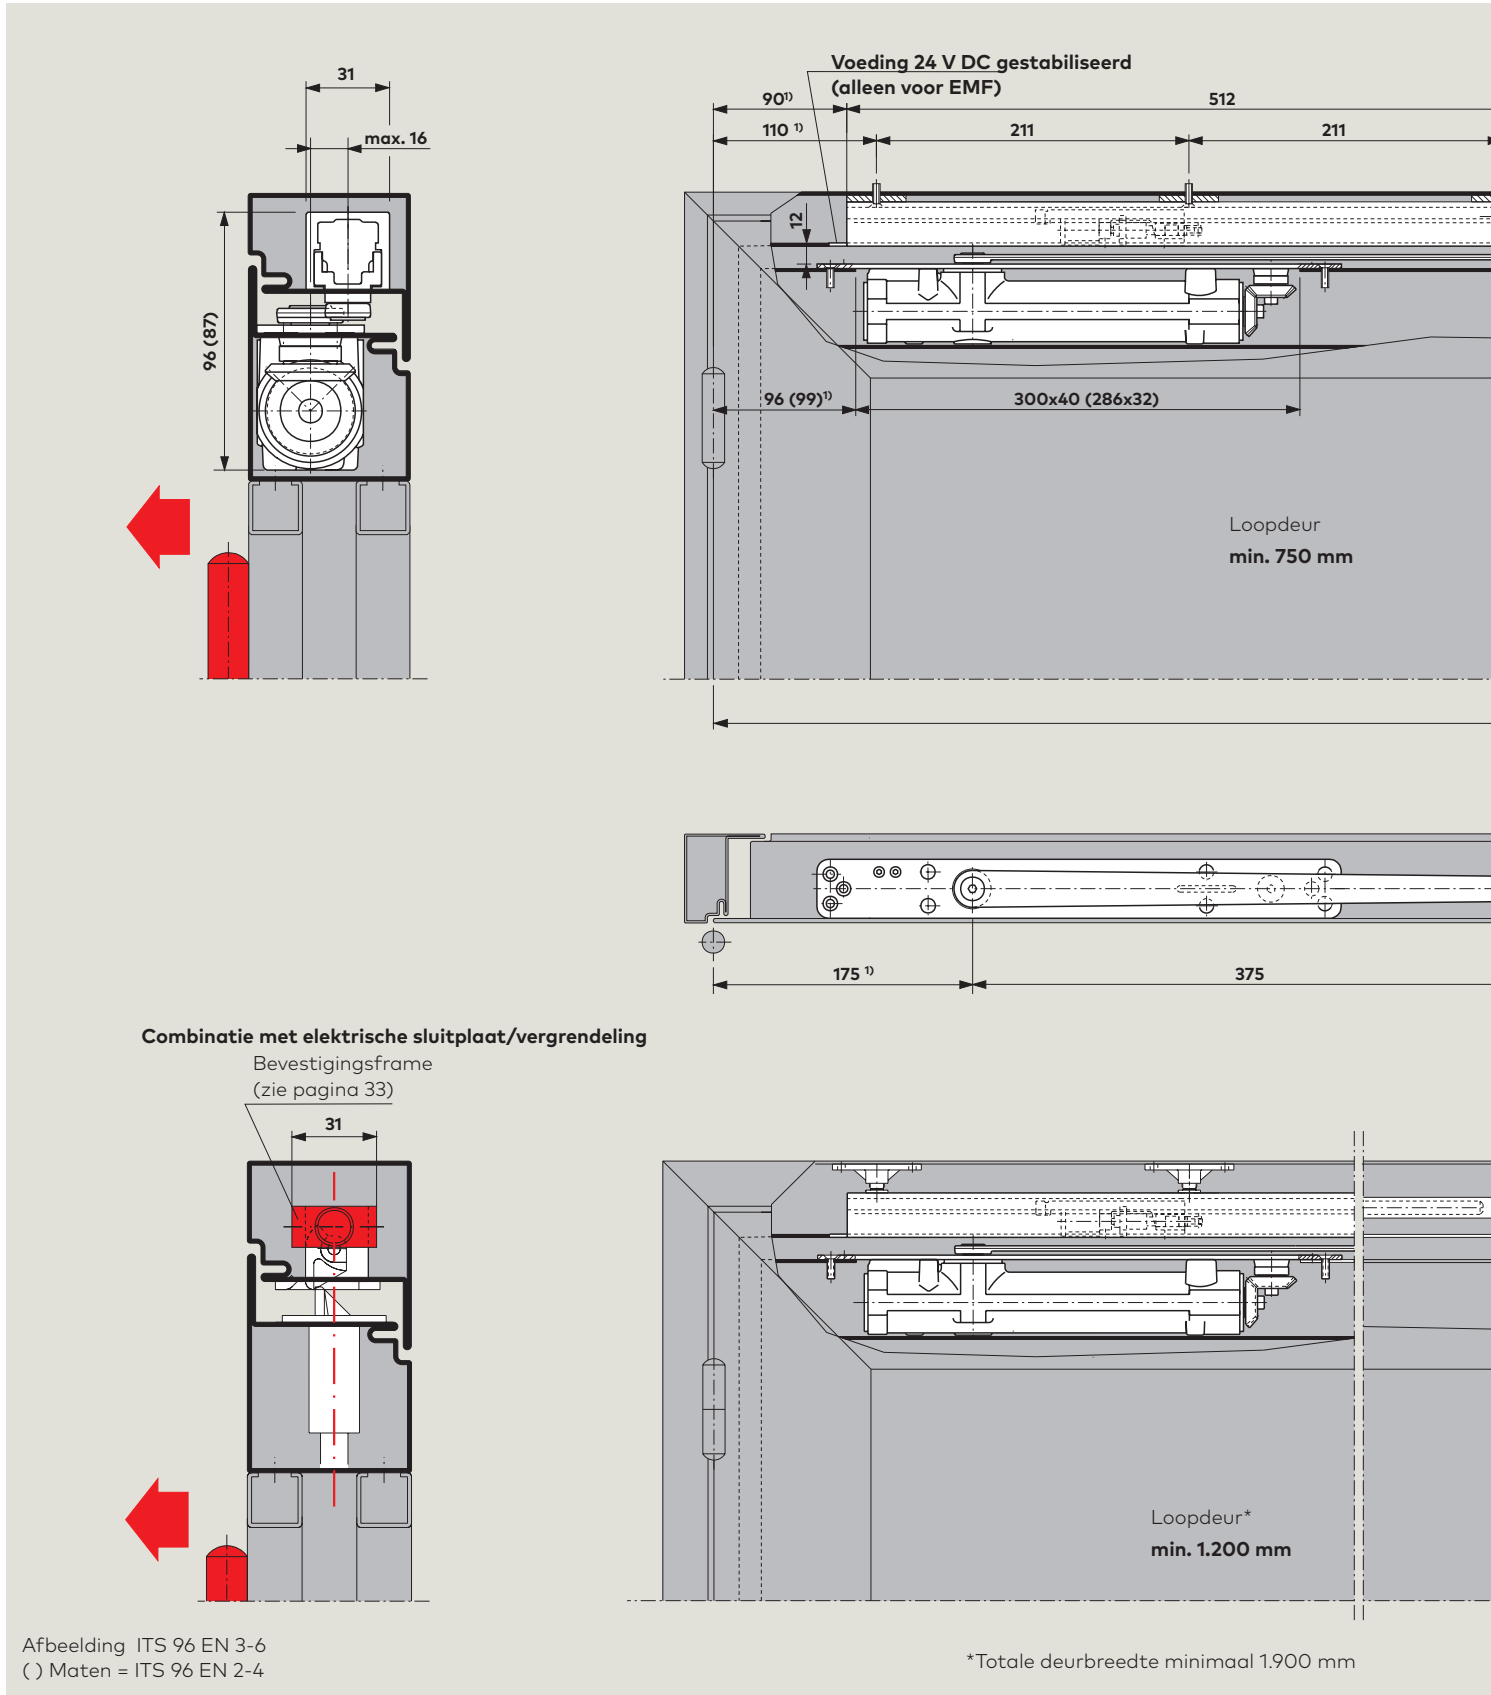 31
max. 16
96 (87)
Voeding 24 V DC gestabiliseerd
(alleen voor EMF)
90¹⁾
512
110 ¹⁾
211
211
12
96 (99)¹⁾
300x40 (286x32)
Loopdeur
min. 750 mm
175 ¹⁾
375
Combinatie met elektrische sluitplaat/vergrendeling
Bevestigingsframe
(zie pagina 33)
31
Loopdeur*
min. 1.200 mm
Afbeelding ITS 96 EN 3-6
( ) Maten = ITS 96 EN 2-4
*Totale deurbreedte minimaal 1.900 mm